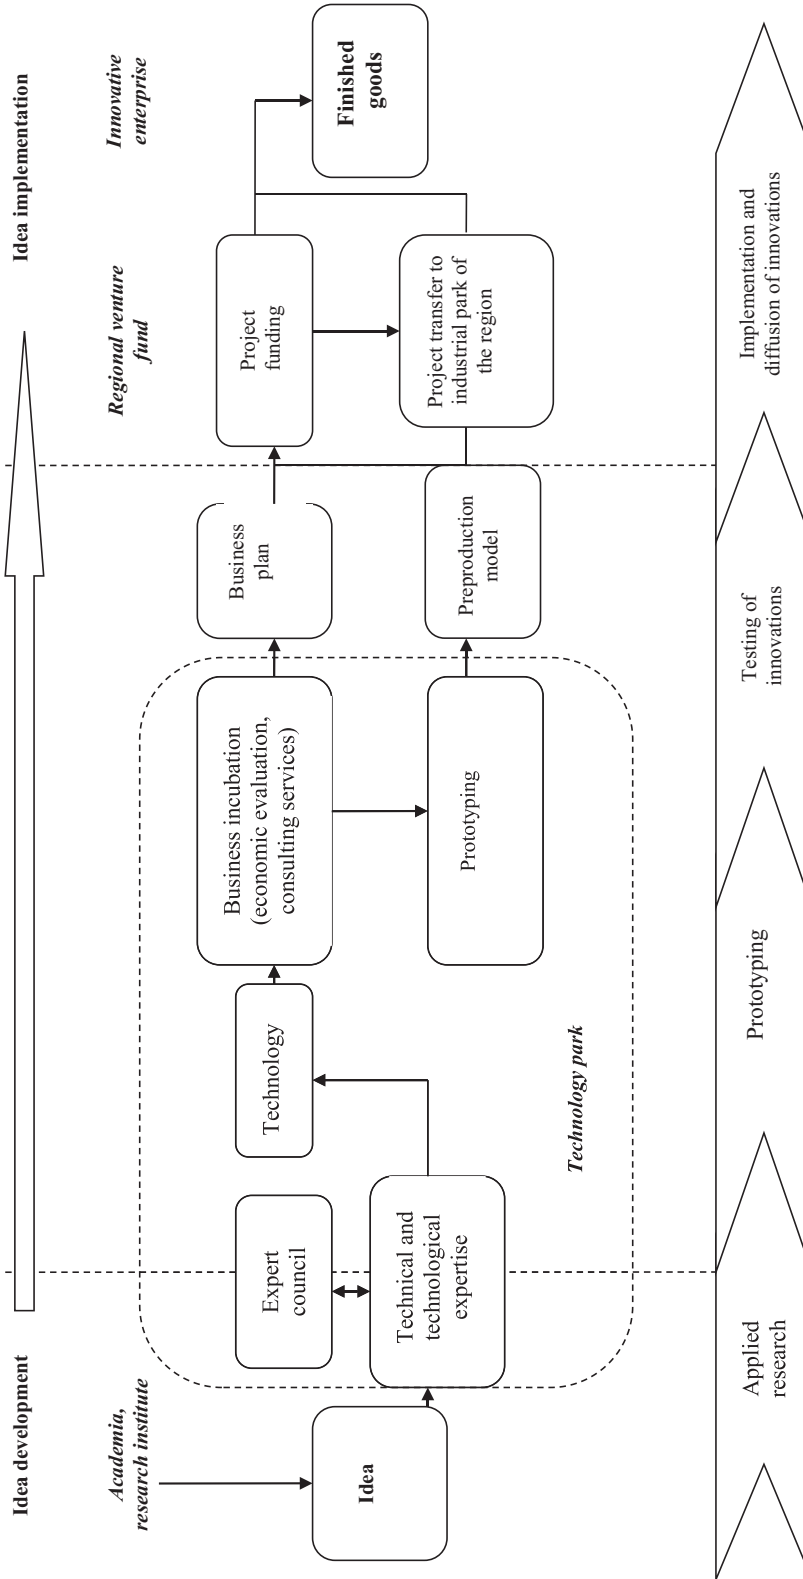 Idea development
Idea implementation
Academia,
research institute
Regional venture
fund
Innovative
enterprise
Idea
Expert
council
Technical and
technological
expertise
Technology
Business incubation
(economic evaluation,
consulting services)
Prototyping
Technology park
Business
plan
Preproduction
model
Project
funding
Project transfer to
industrial park of
the region
Finished
goods
Applied
research
Prototyping
Testing of
innovations
Implementation and
diffusion of innovations